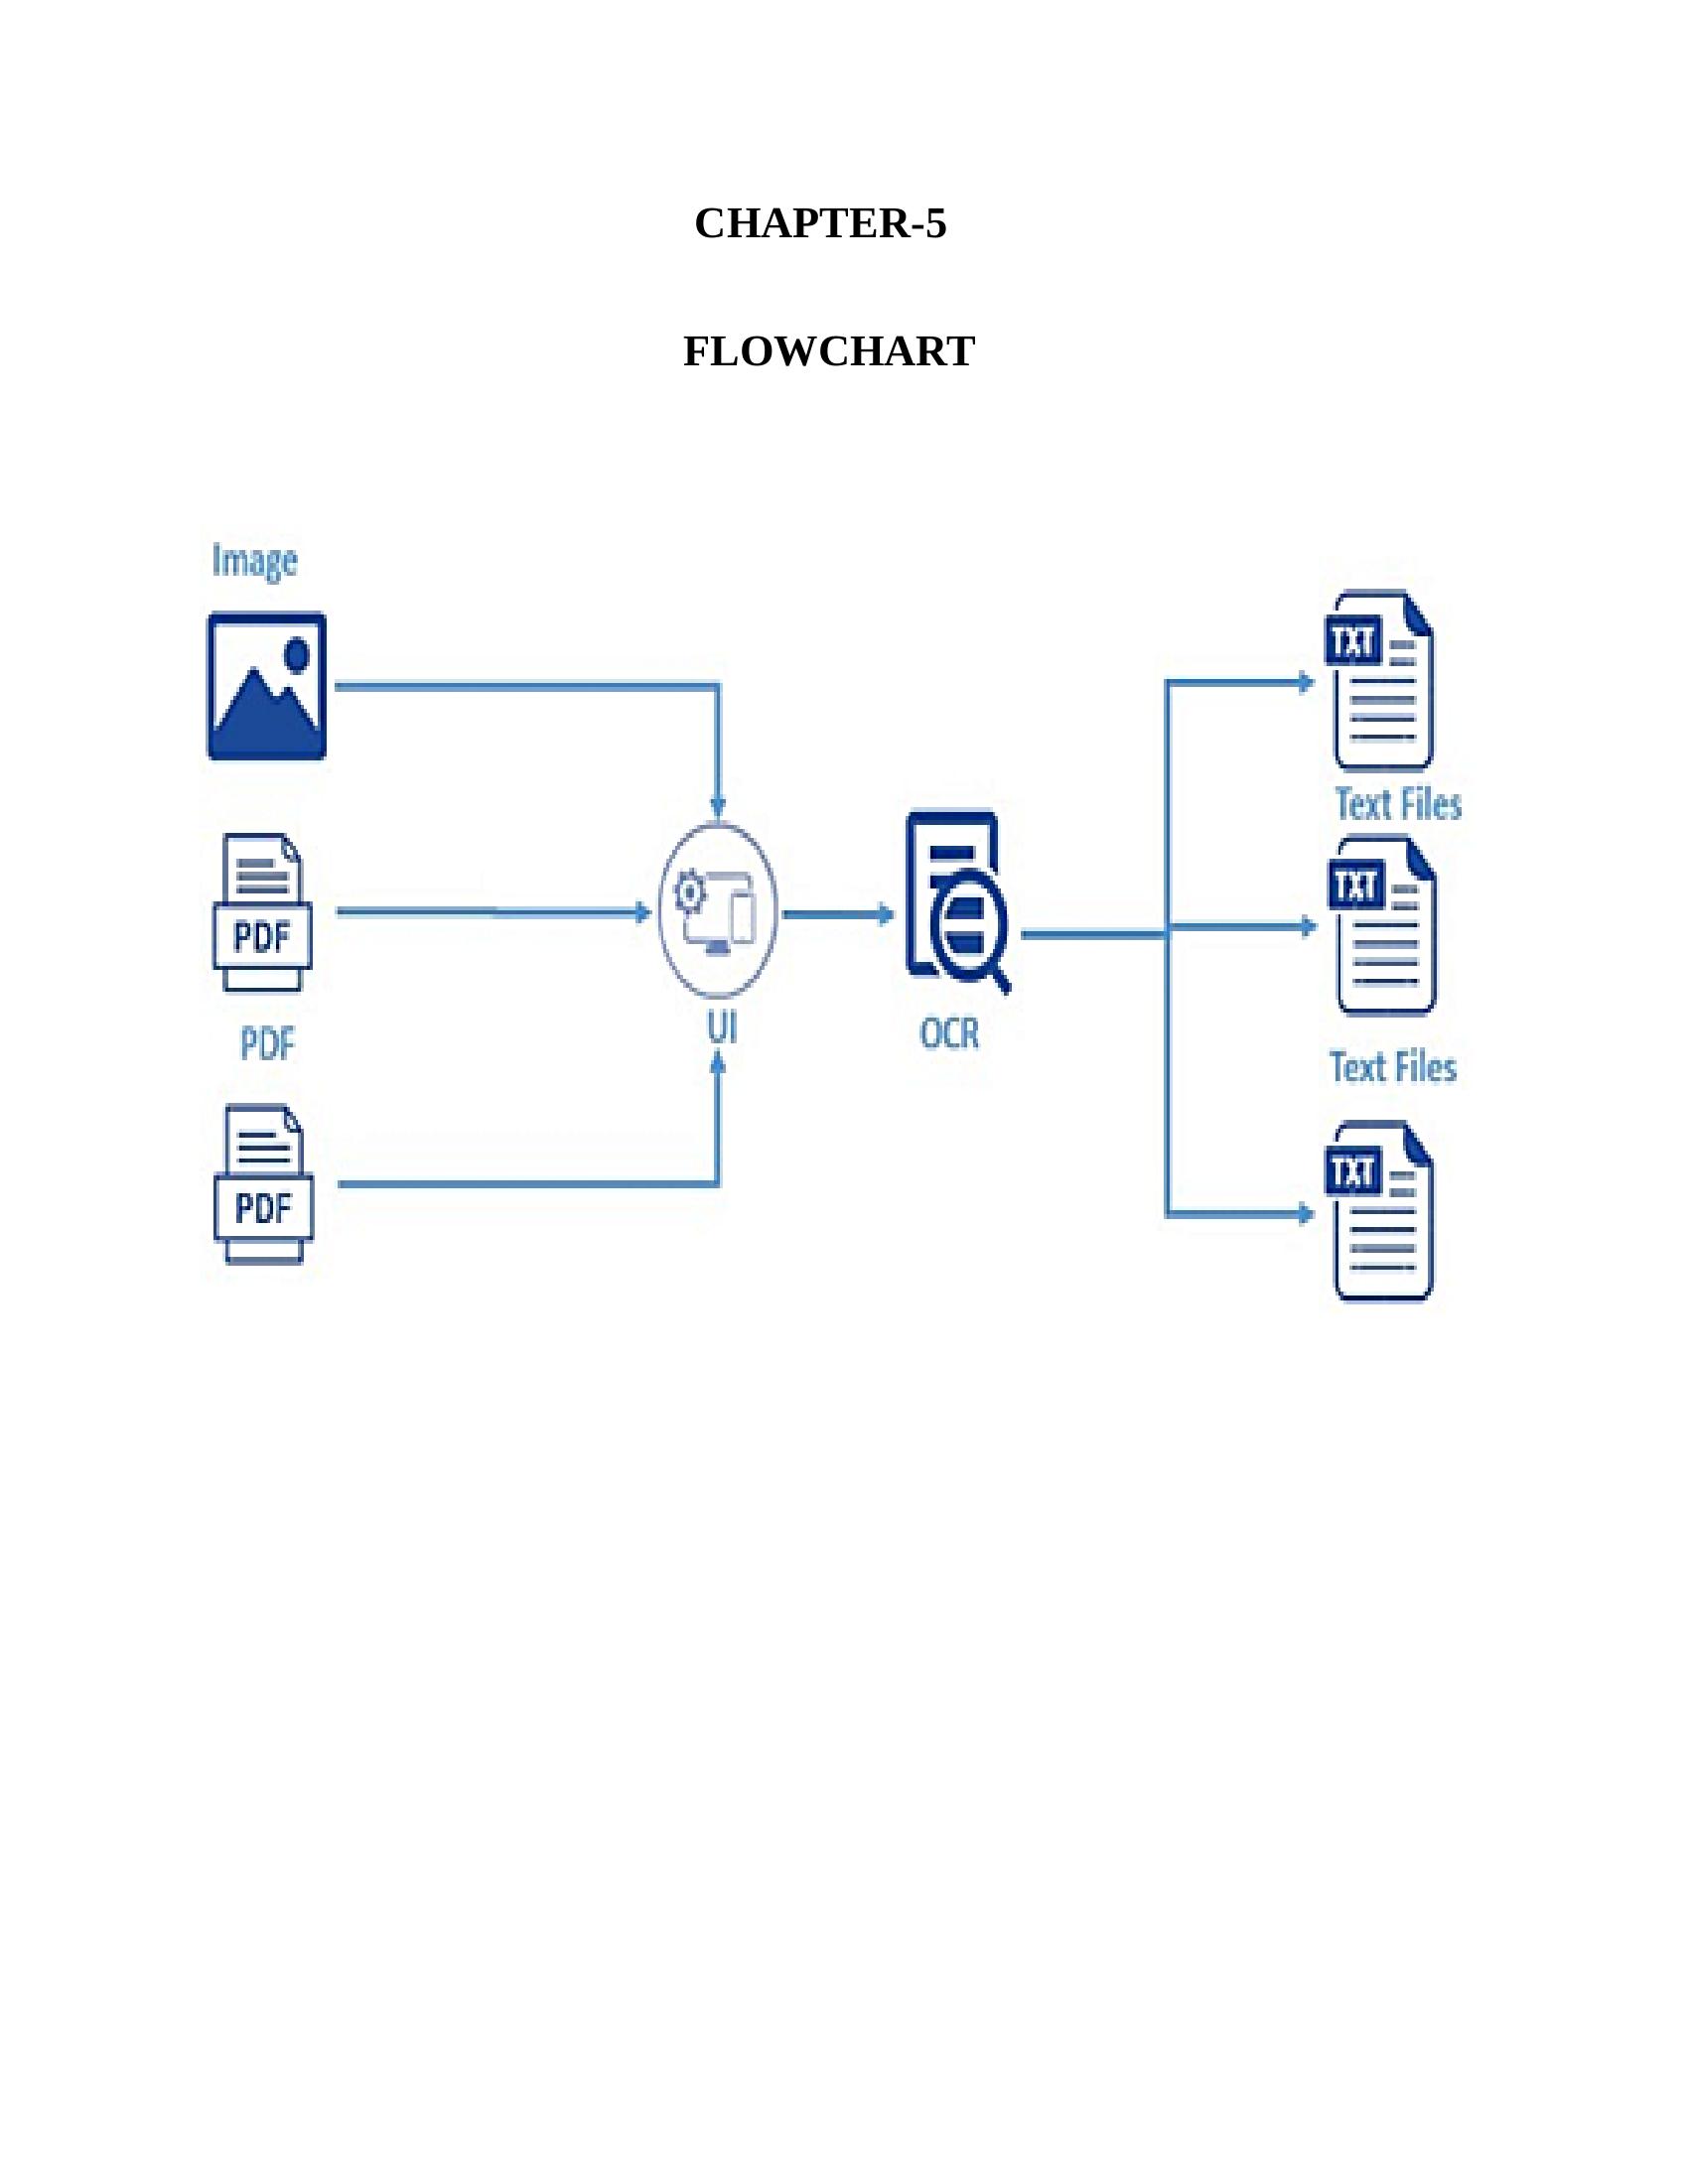 CHAPTER-5
FLOWCHART
Image
TXT
Text Files
PDF
PDF
UI
OCR
TXT
Text Files
PDF
TXT